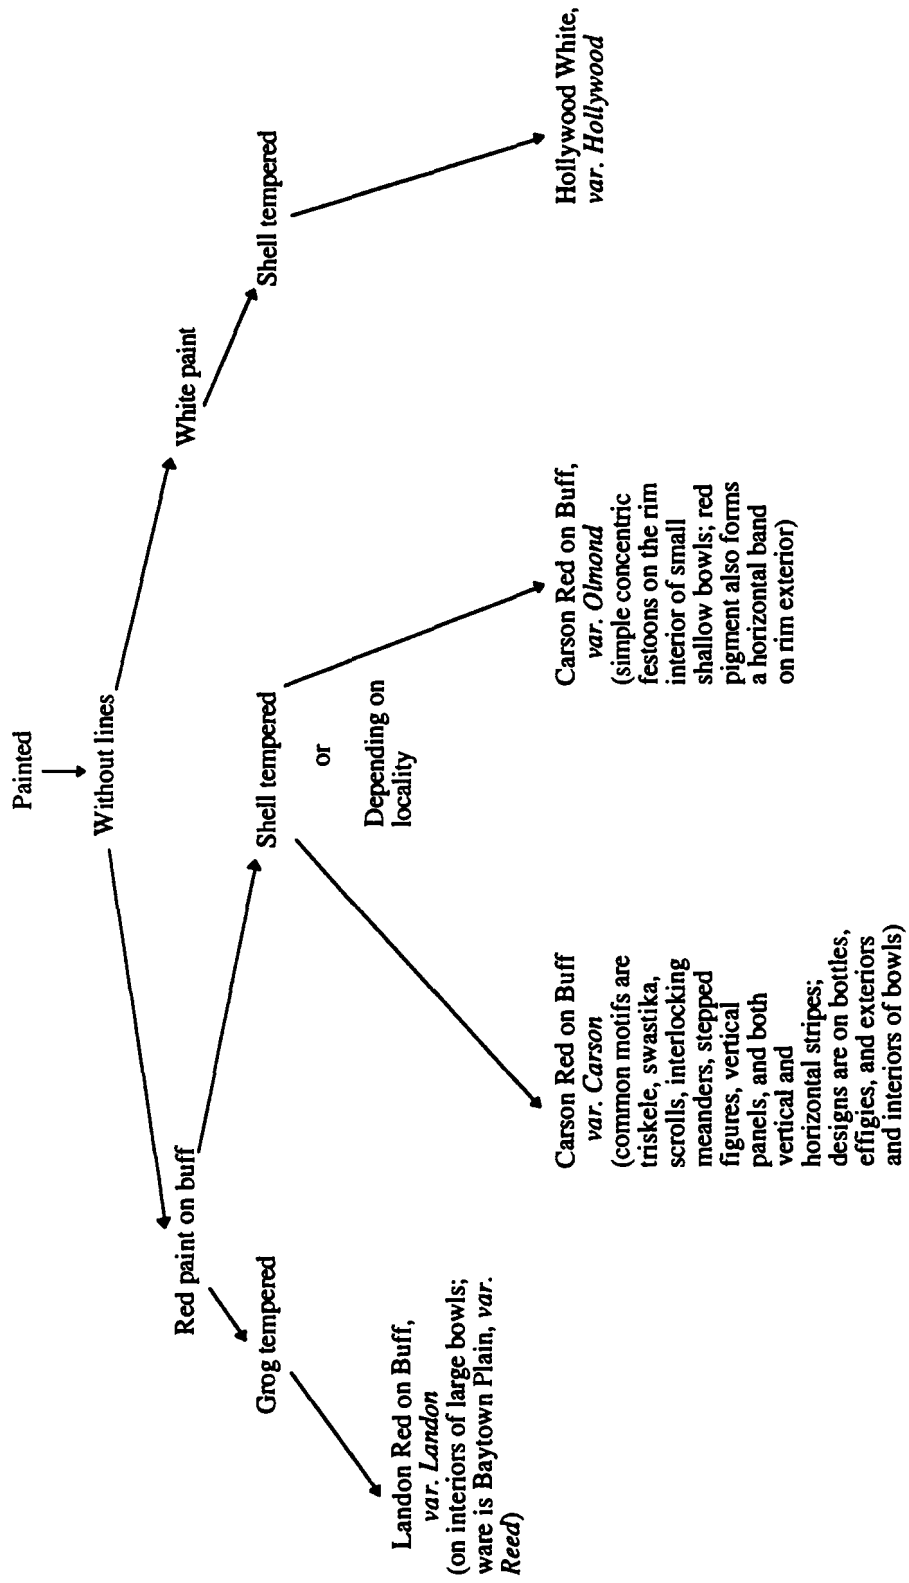 Painted
Without lines
Red paint on buff
White paint
Grog tempered
Shell tempered
Shell tempered
or
Depending on
locality
Landon Red on Buff,
var. Landon
(on interiors of large bowls;
ware is Baytown Plain, var.
Reed)
Carson Red on Buff
var. Carson
(common motifs are
triskele, swastika,
scrolls, interlocking
meanders, stepped
figures, vertical
panels, and both
vertical and
horizontal stripes;
designs are on bottles,
effigies, and exteriors
and interiors of bowls)
Carson Red on Buff,
var. Olmond
(simple concentric
festoons on the rim
interior of small
shallow bowls; red
pigment also forms
a horizontal band
on rim exterior)
Hollywood White,
var. Hollywood